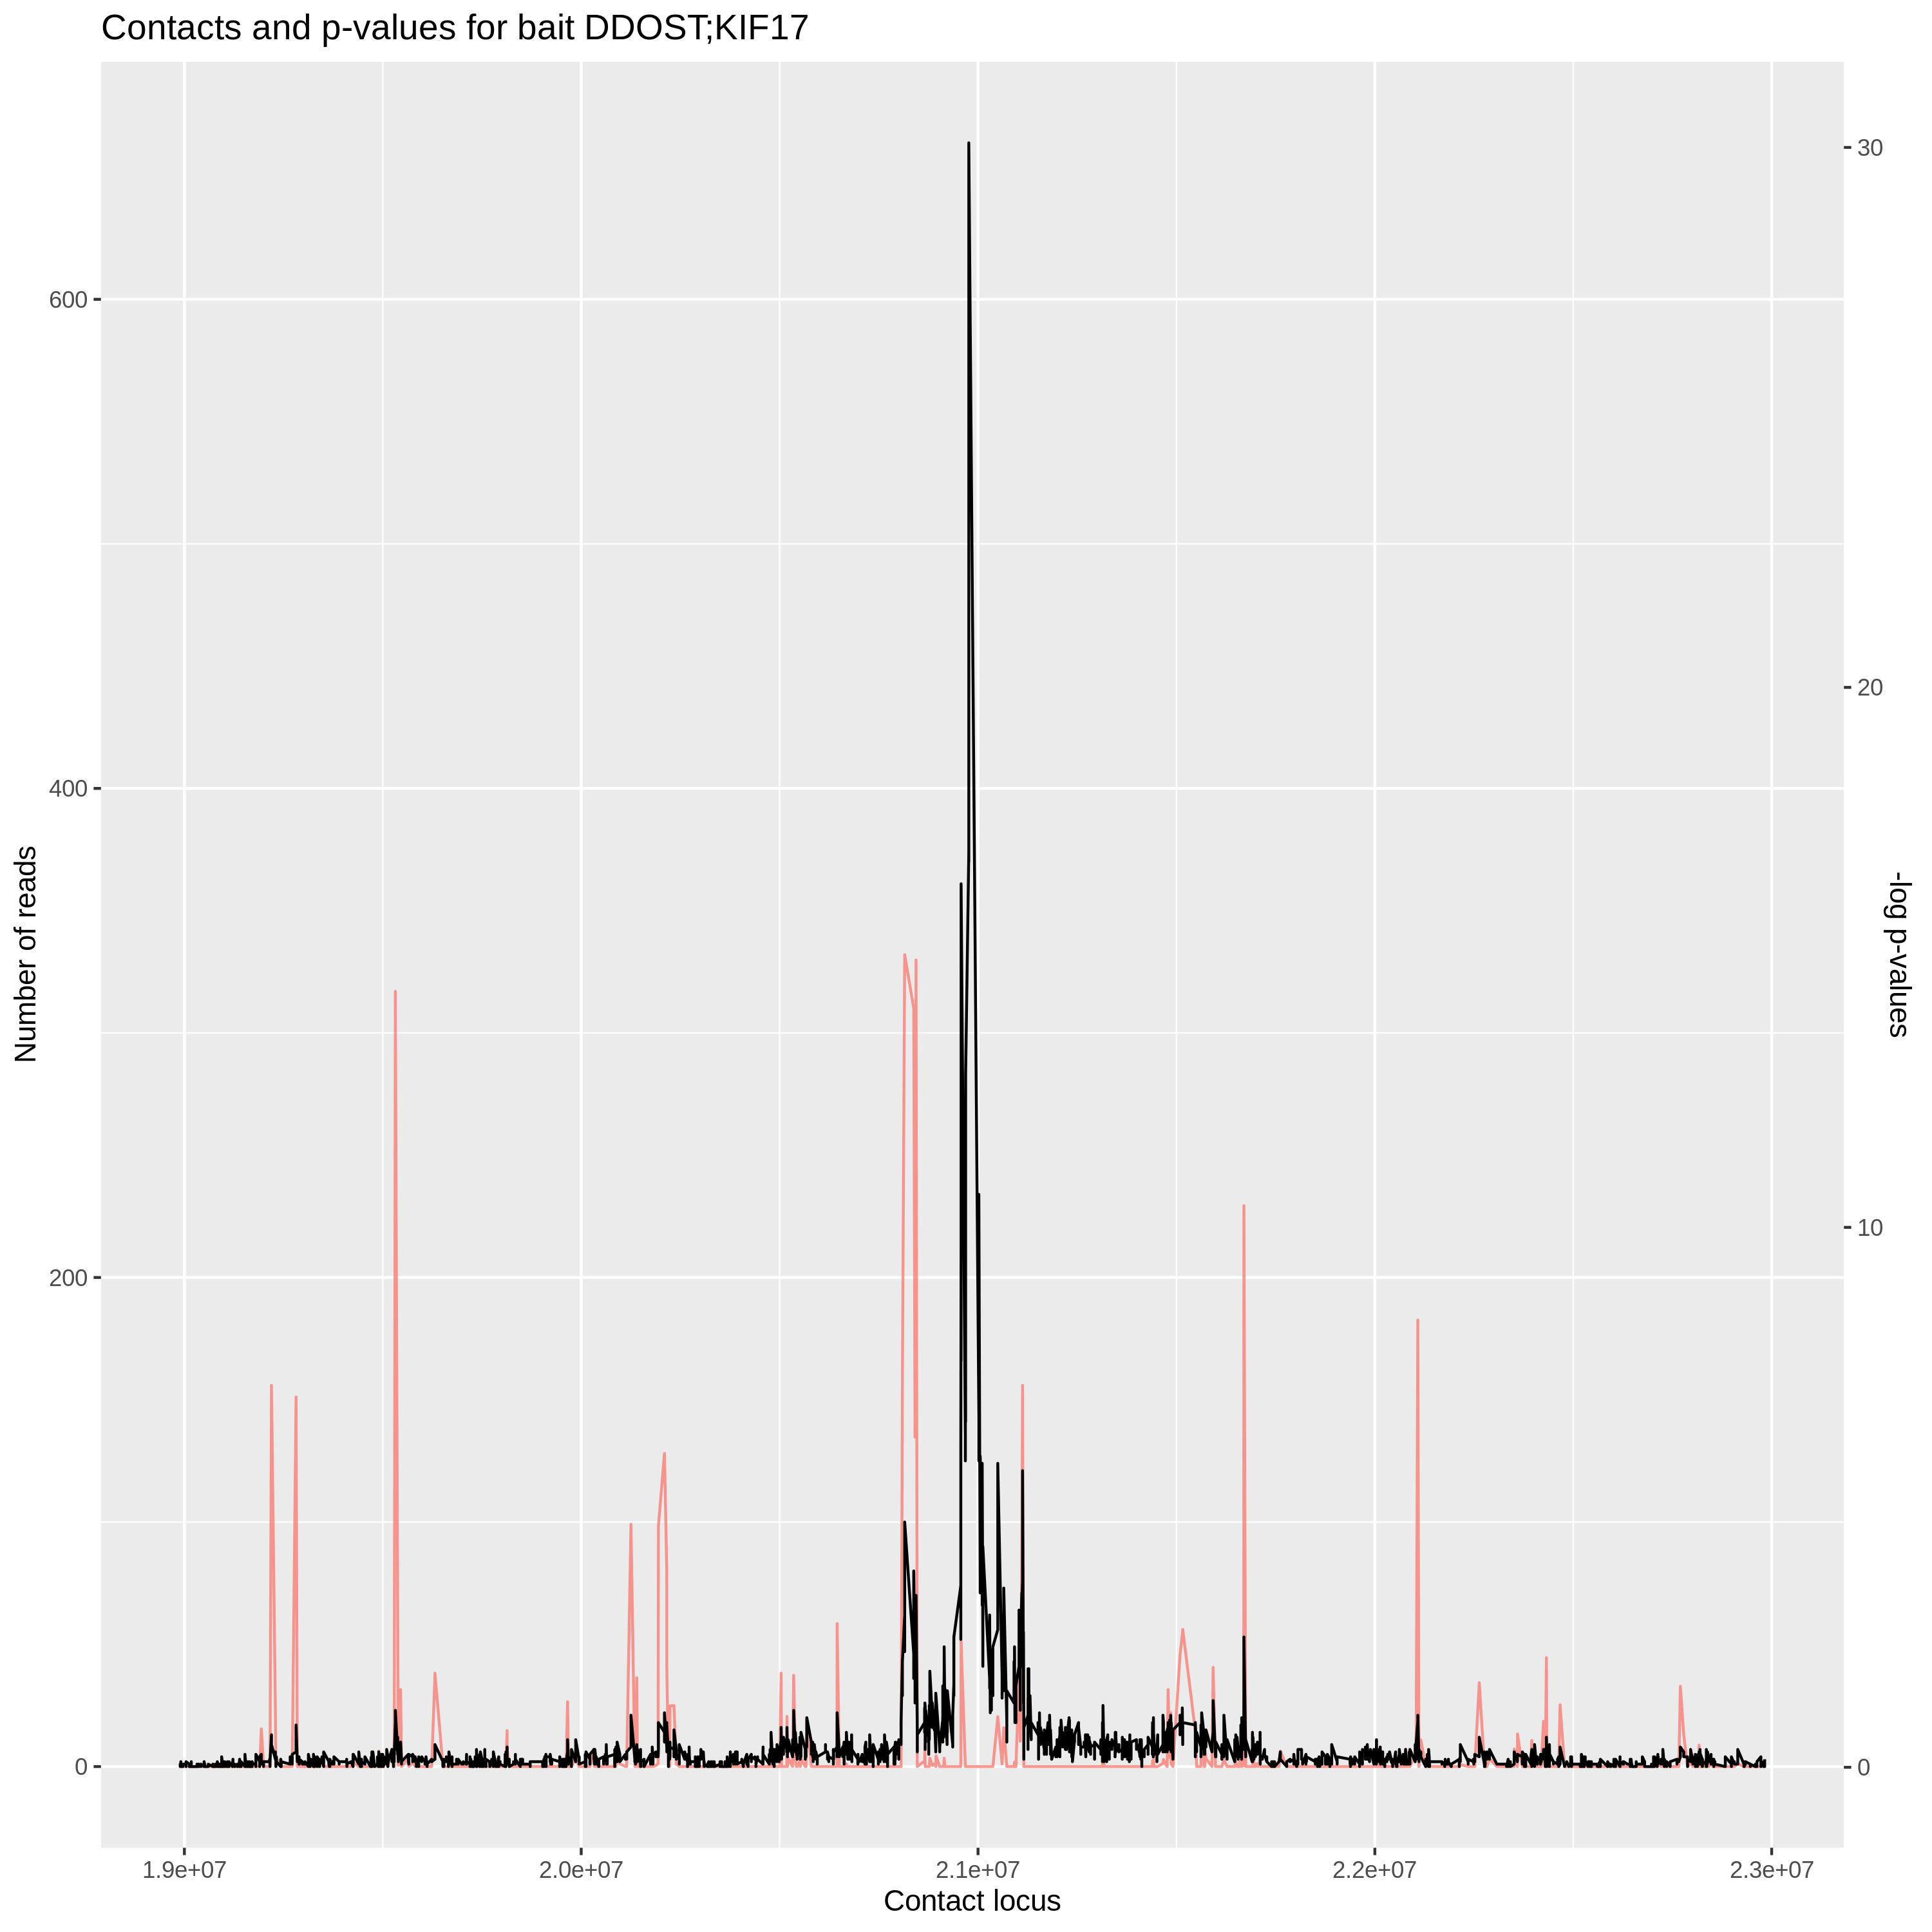 Contacts and p-values for bait DDOST;KIF17
Number of reads
600
400
200
0
30
20
10
0
-log p-values
1.9e+07
2.0e+07
2.1e+07
2.2e+07
2.3e+07
Contact locus